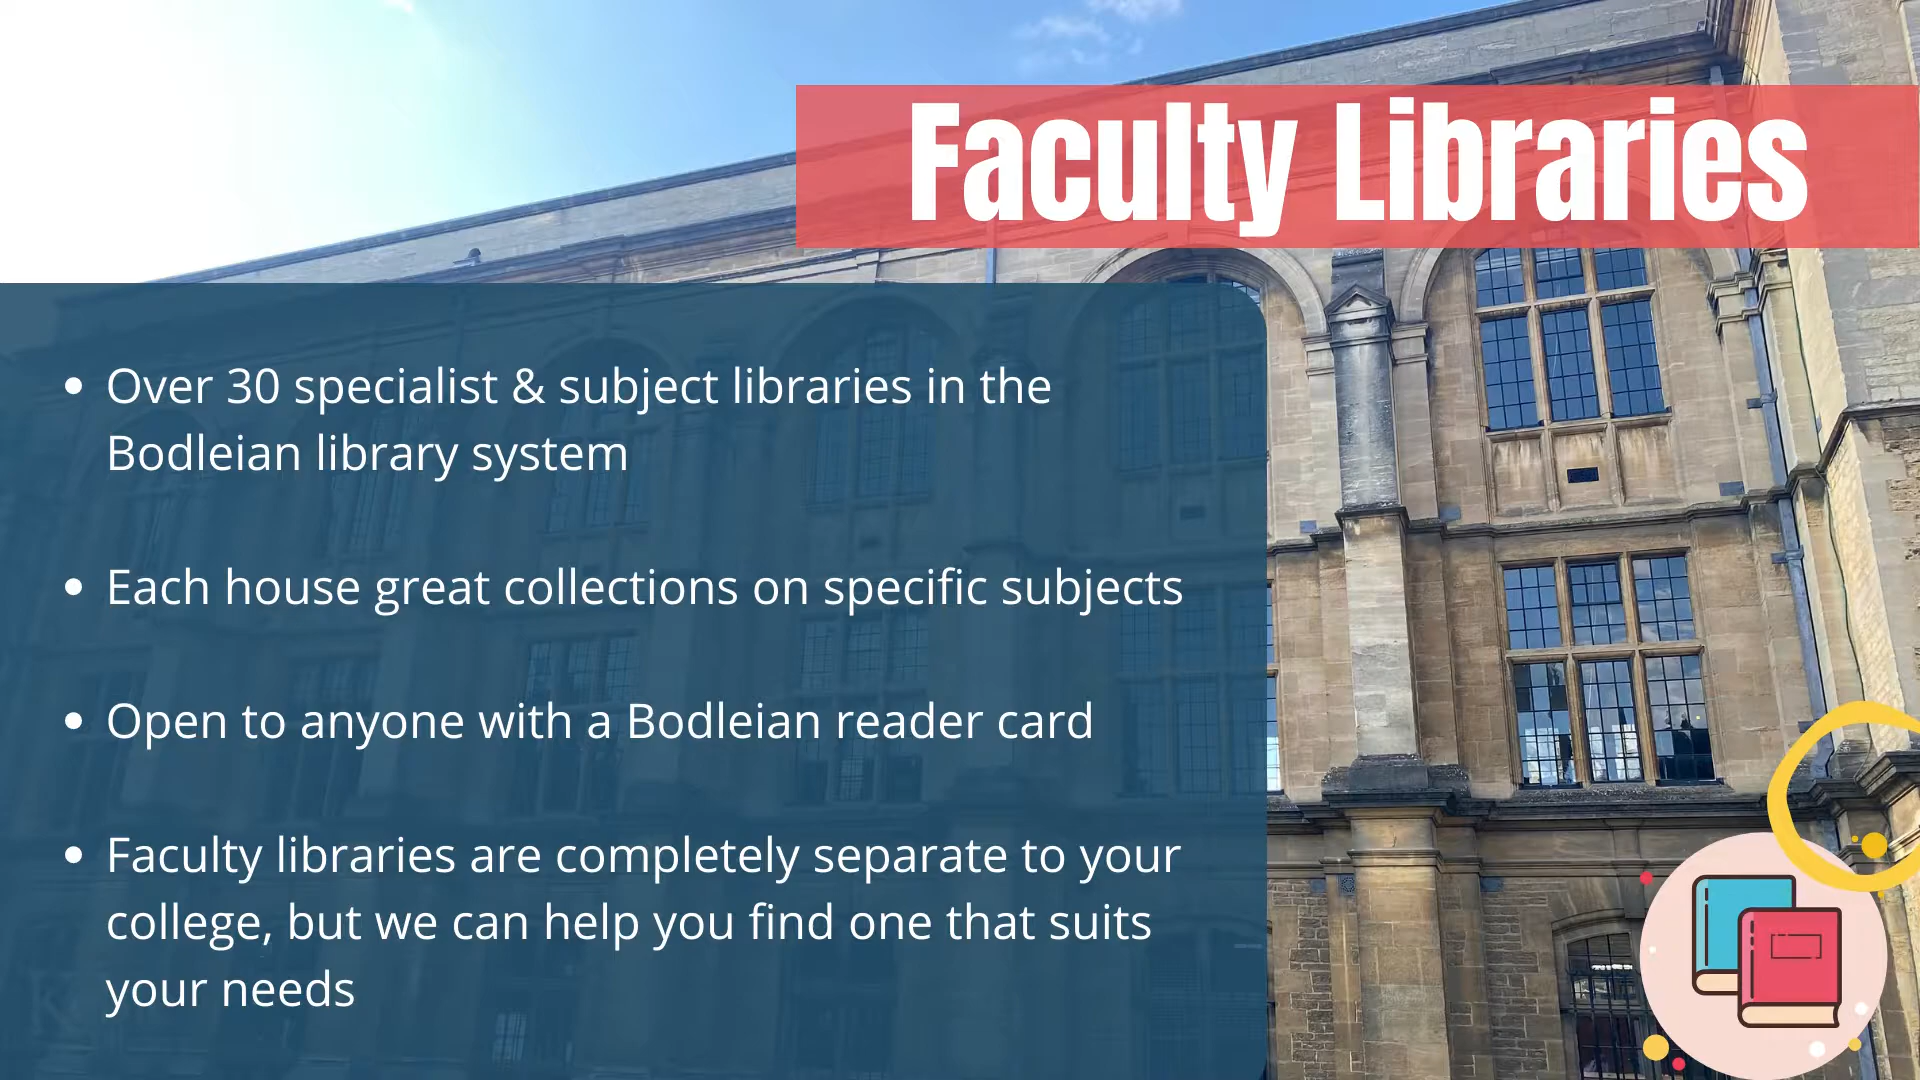 Faculty Libraries
• Over 30 specialist & subject libraries in the
Bodleian library system
• Each house great collections on specific subjects
• Open to anyone with a Bodleian reader card
• Faculty libraries are completely separate to your
college, but we can help you find one that suits
your needs